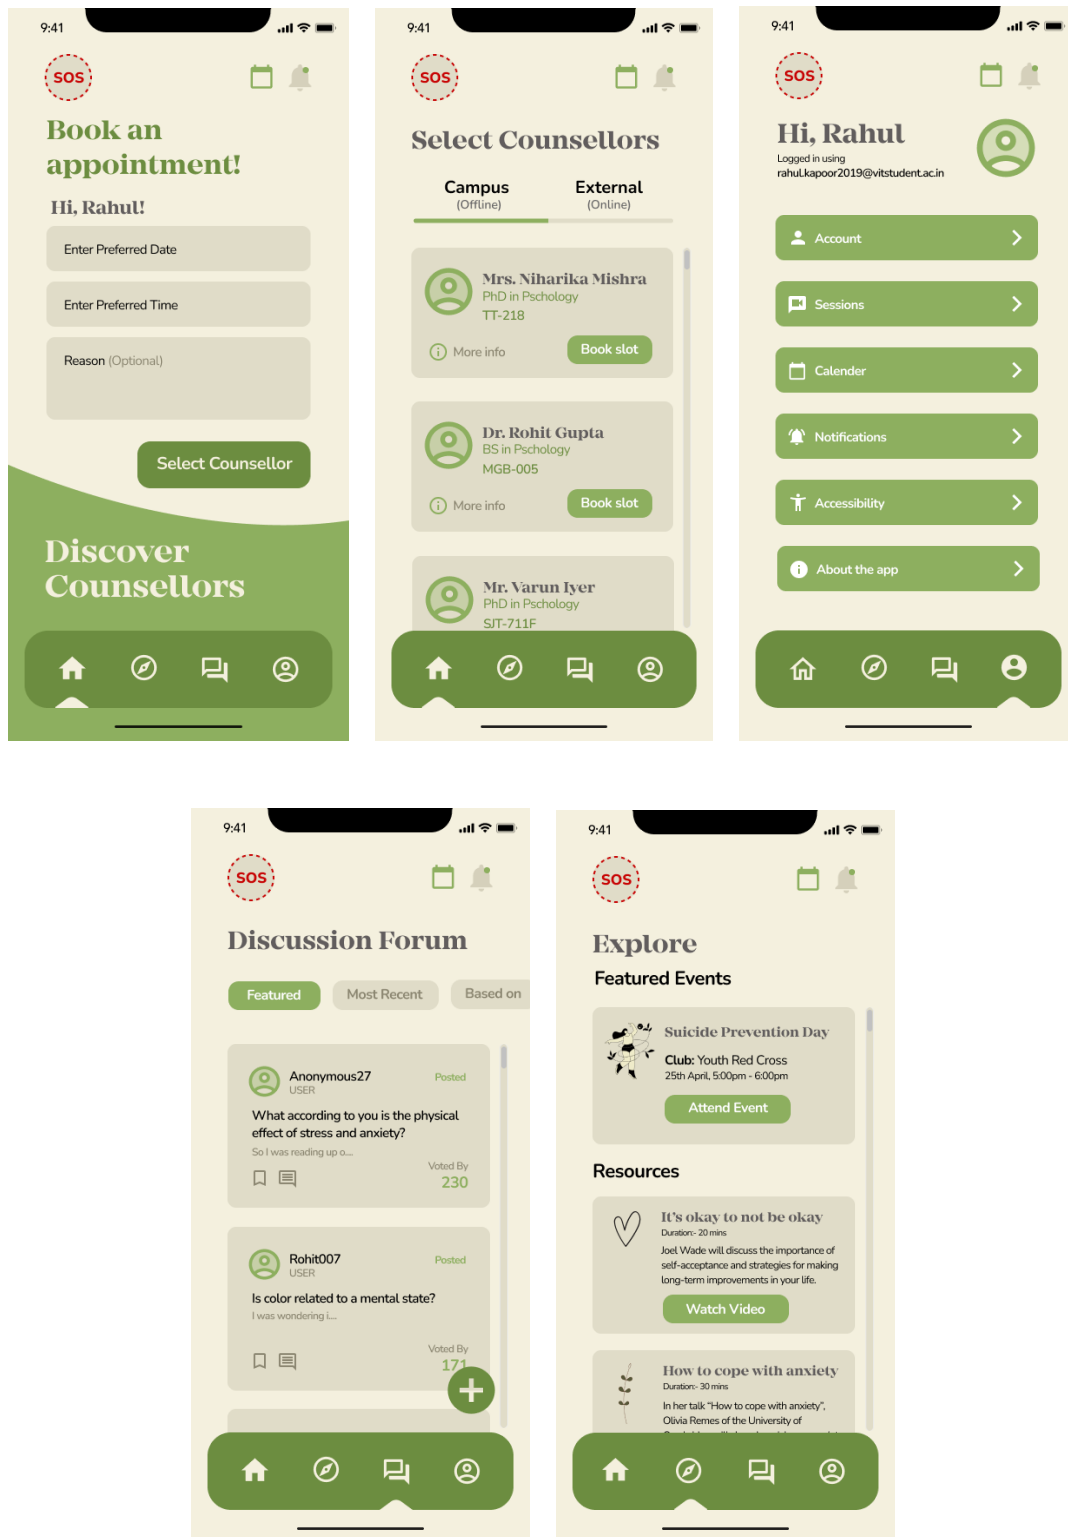 9:41
SOS
Book an
appointment!
Hi, Rahul!
Enter Preferred Date
Enter Preferred Time
Reason (Optional)
Select Counsellor
Discover
Counsellors
9:41
SOS
Select Counsellors
Campus
(Offline)
External
(Online)
Mrs. Niharika Mishra
PhD in Pschology
TT-218
More info
Book slot
Dr. Rohit Gupta
BS in Pschology
MGB-005
More info
Book slot
Mr. Varun Iyer
PhD in Pschology
SJT-711F
9:41
SOS
Hi, Rahul
Logged in using
rahul.kapoor2019@vitstudent.ac.in
Account
Sessions
Calender
Notifications
Accessibility
About the app
9:41
SOS
Discussion Forum
Featured
Most Recent
Based on
Anonymous27
USER
Posted
What according to you is the physical
effect of stress and anxiety?
So I was reading up o....
Voted By
230
Rohit007
USER
Posted
Is color related to a mental state?
I was wondering i....
Voted By
171
9:41
SOS
Explore
Featured Events
Suicide Prevention Day
Club: Youth Red Cross
25th April, 5:00pm - 6:00pm
Attend Event
Resources
It's okay to not be okay
Duration:- 20 mins
Joel Wade will discuss the importance of
self-acceptance and strategies for making
long-term improvements in your life.
Watch Video
How to cope with anxiety
Duration:- 30 mins
In her talk “How to cope with anxiety”,
Olivia Remes of the University of